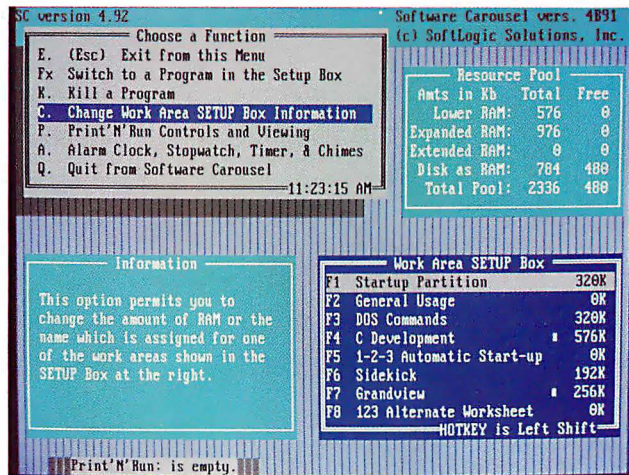 SC version 4.92
Software Carousel vers. 4B91
(c) SoftLogic Solutions, Inc.
Choose a Function
E. (Esc) Exit from this Menu
Fx Switch to a Program in the Setup Box
K. Kill a Program
C. Change Work Area SETUP Box Information
P. Print'N'Run Controls and Viewing
A. Alarm Clock, Stopwatch, Timer, & Chimes
Q. Quit from Software Carousel
11:23:15 AM
Resource Pool
Amts in Kb Total Free
Lower RAM: 576 0
Expanded RAM: 976 0
Extended RAM: 0 0
Disk as RAM: 784 480
Total Pool: 2336 480
Information
This option permits you to
change the amount of RAM or the
name which is assigned for one
of the work areas shown in the
SETUP Box at the right.
Work Area SETUP Box
F1 Startup Partition 320K
F2 General Usage 0K
F3 DOS Commands 320K
F4 C Development 576K
F5 1-2-3 Automatic Start-up 0K
F6 Sidekick 192K
F7 Grandview 256K
F8 123 Alternate Worksheet 0K
HOTKEY is Left Shift
Print'N'Run: is empty.